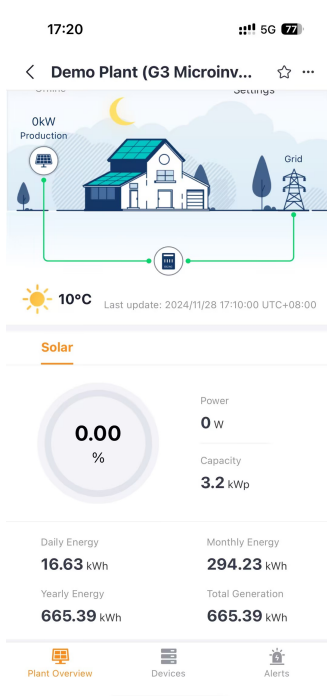 17:20
5G 77
Demo Plant (G3 Microinv...
Settings
0kW
Production
Grid
10°C
Last update: 2024/11/28 17:10:00 UTC+08:00
Solar
0.00
%
Power
0 W
Capacity
3.2 kWp
Daily Energy
16.63 kWh
Monthly Energy
294.23 kWh
Yearly Energy
665.39 kWh
Total Generation
665.39 kWh
Plant Overview
Devices
Alerts